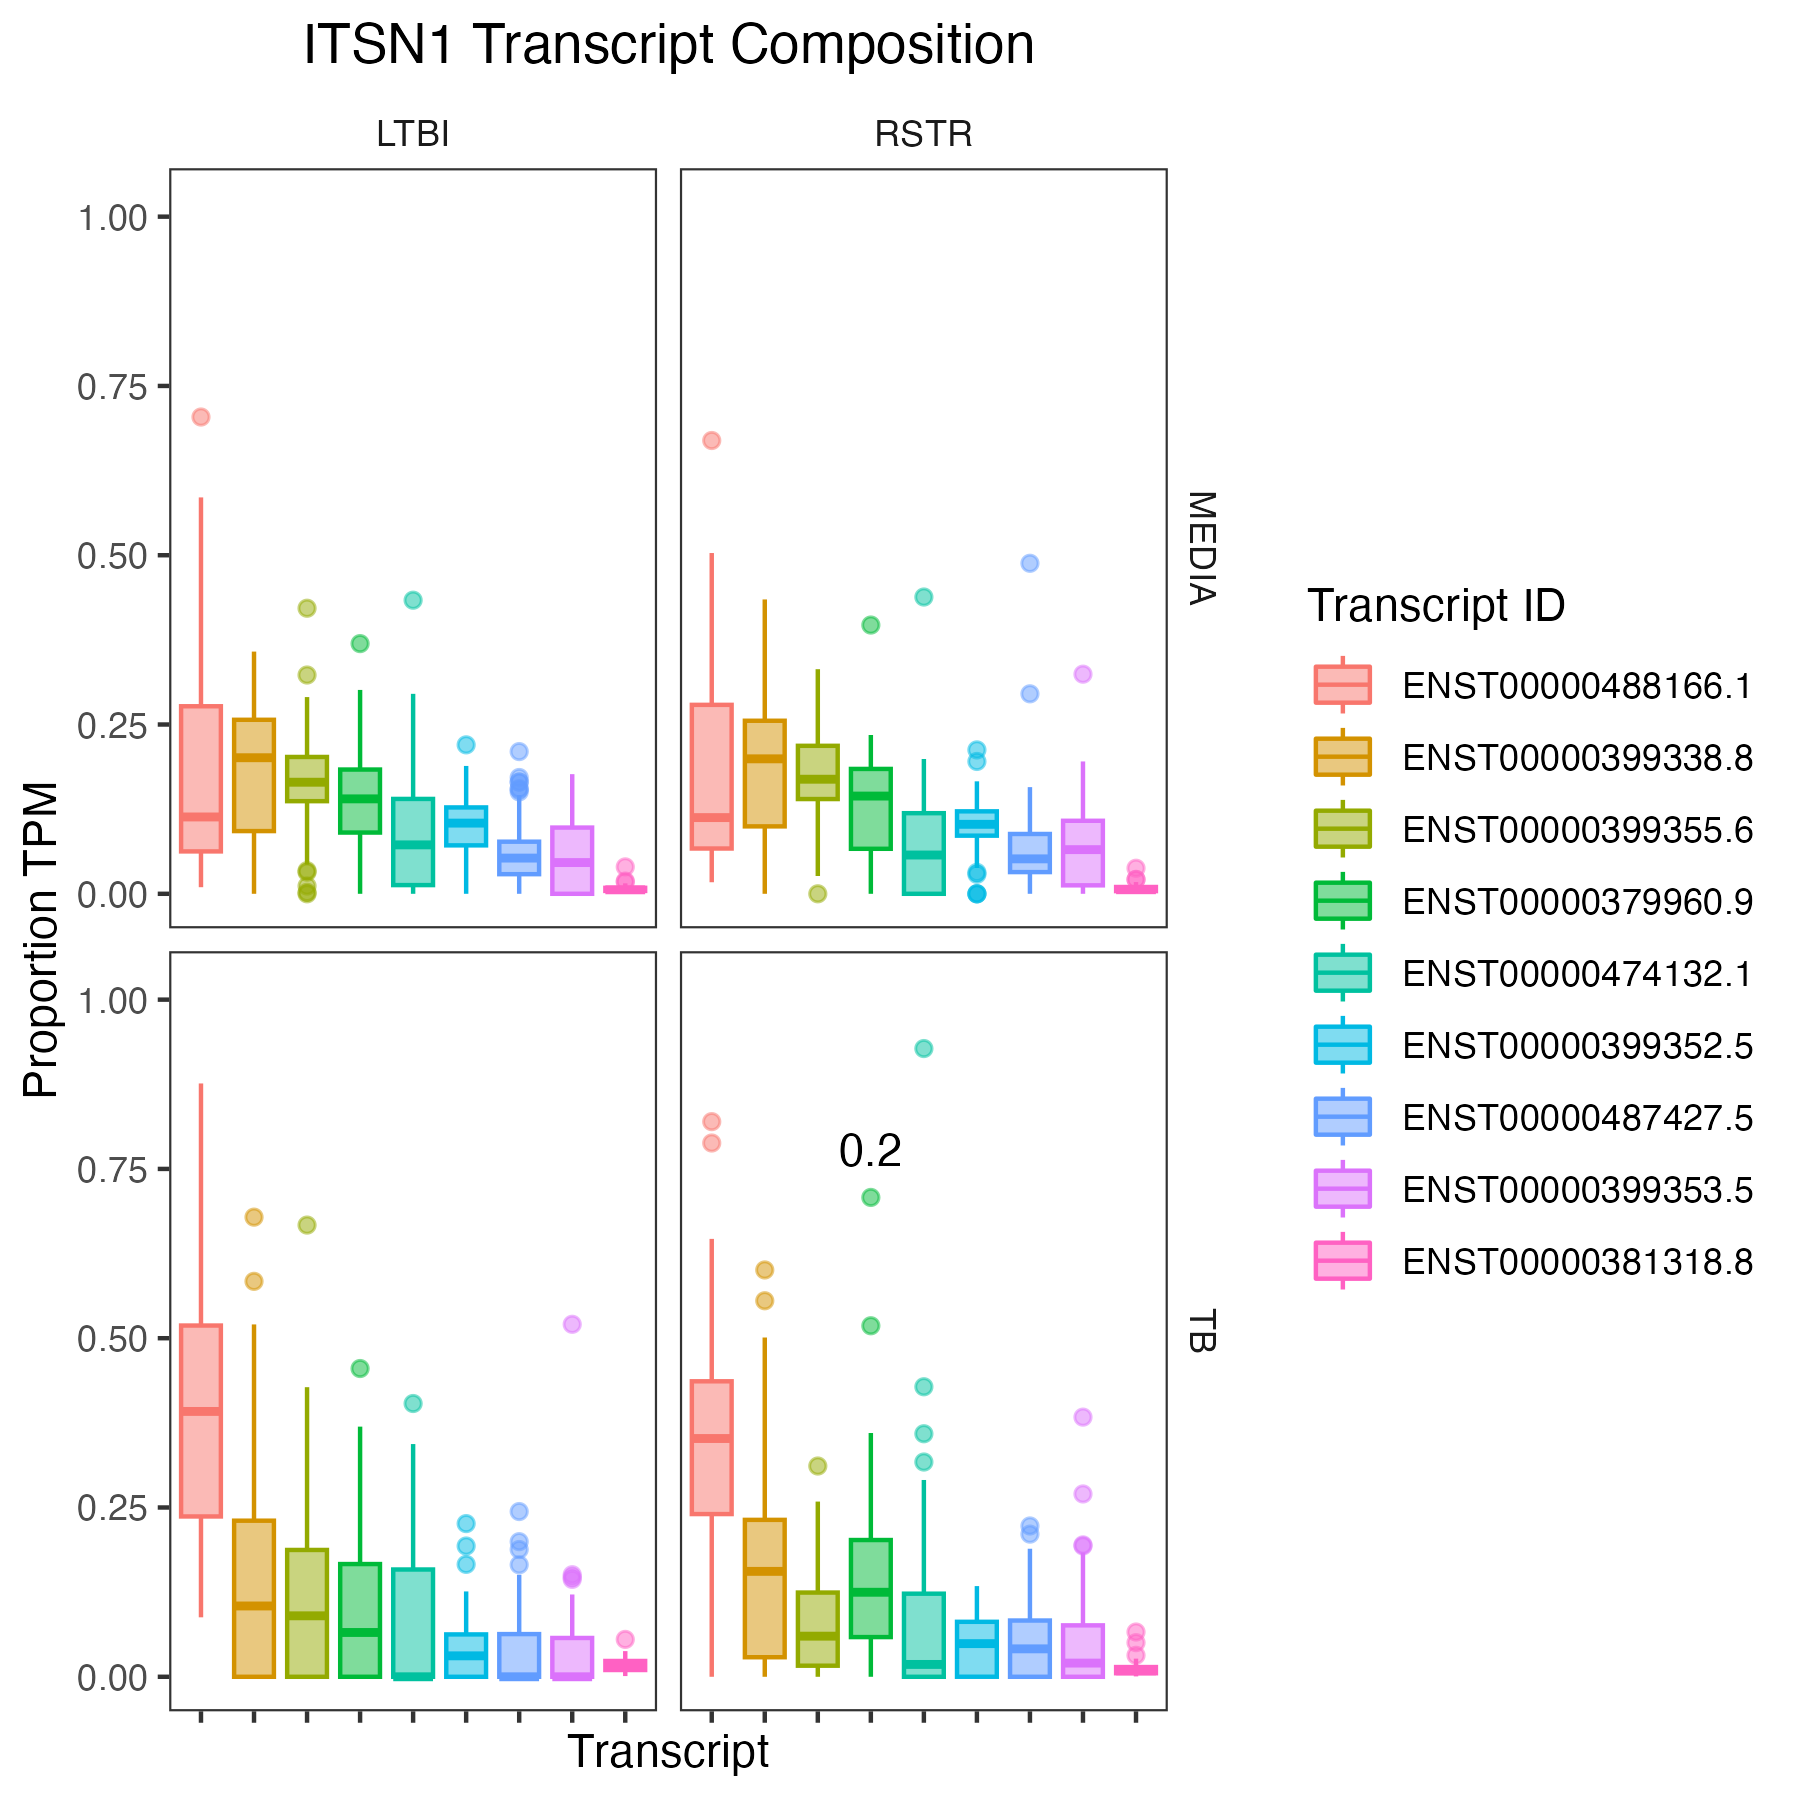 ITSN1 Transcript Composition
LTBI
RSTR
1.00
0.75
0.50
0.25
0.00
MEDIA
1.00
0.75
0.50
0.25
0.00
0.2
TB
Proportion TPM
Transcript
Transcript ID
ENST00000488166.1
ENST00000399338.8
ENST00000399355.6
ENST00000379960.9
ENST00000474132.1
ENST00000399352.5
ENST00000487427.5
ENST00000399353.5
ENST00000381318.8